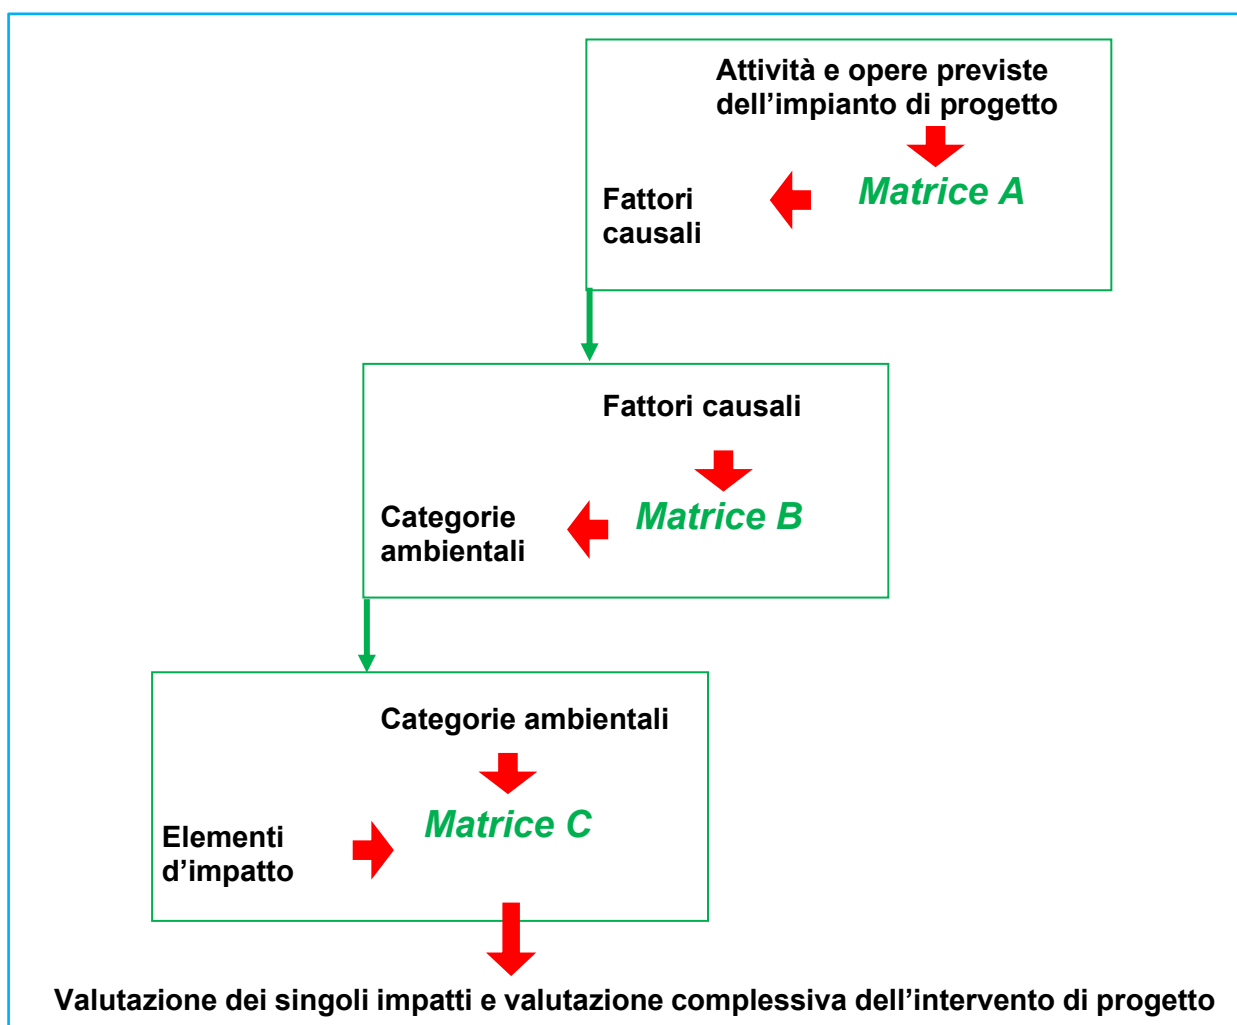 Attività e opere previste
dell’impianto di progetto
Matrice A
Fattori
causali
Fattori causali
Matrice B
Categorie
ambientali
Categorie ambientali
Matrice C
Elementi
d’impatto
Valutazione dei singoli impatti e valutazione complessiva dell’intervento di progetto